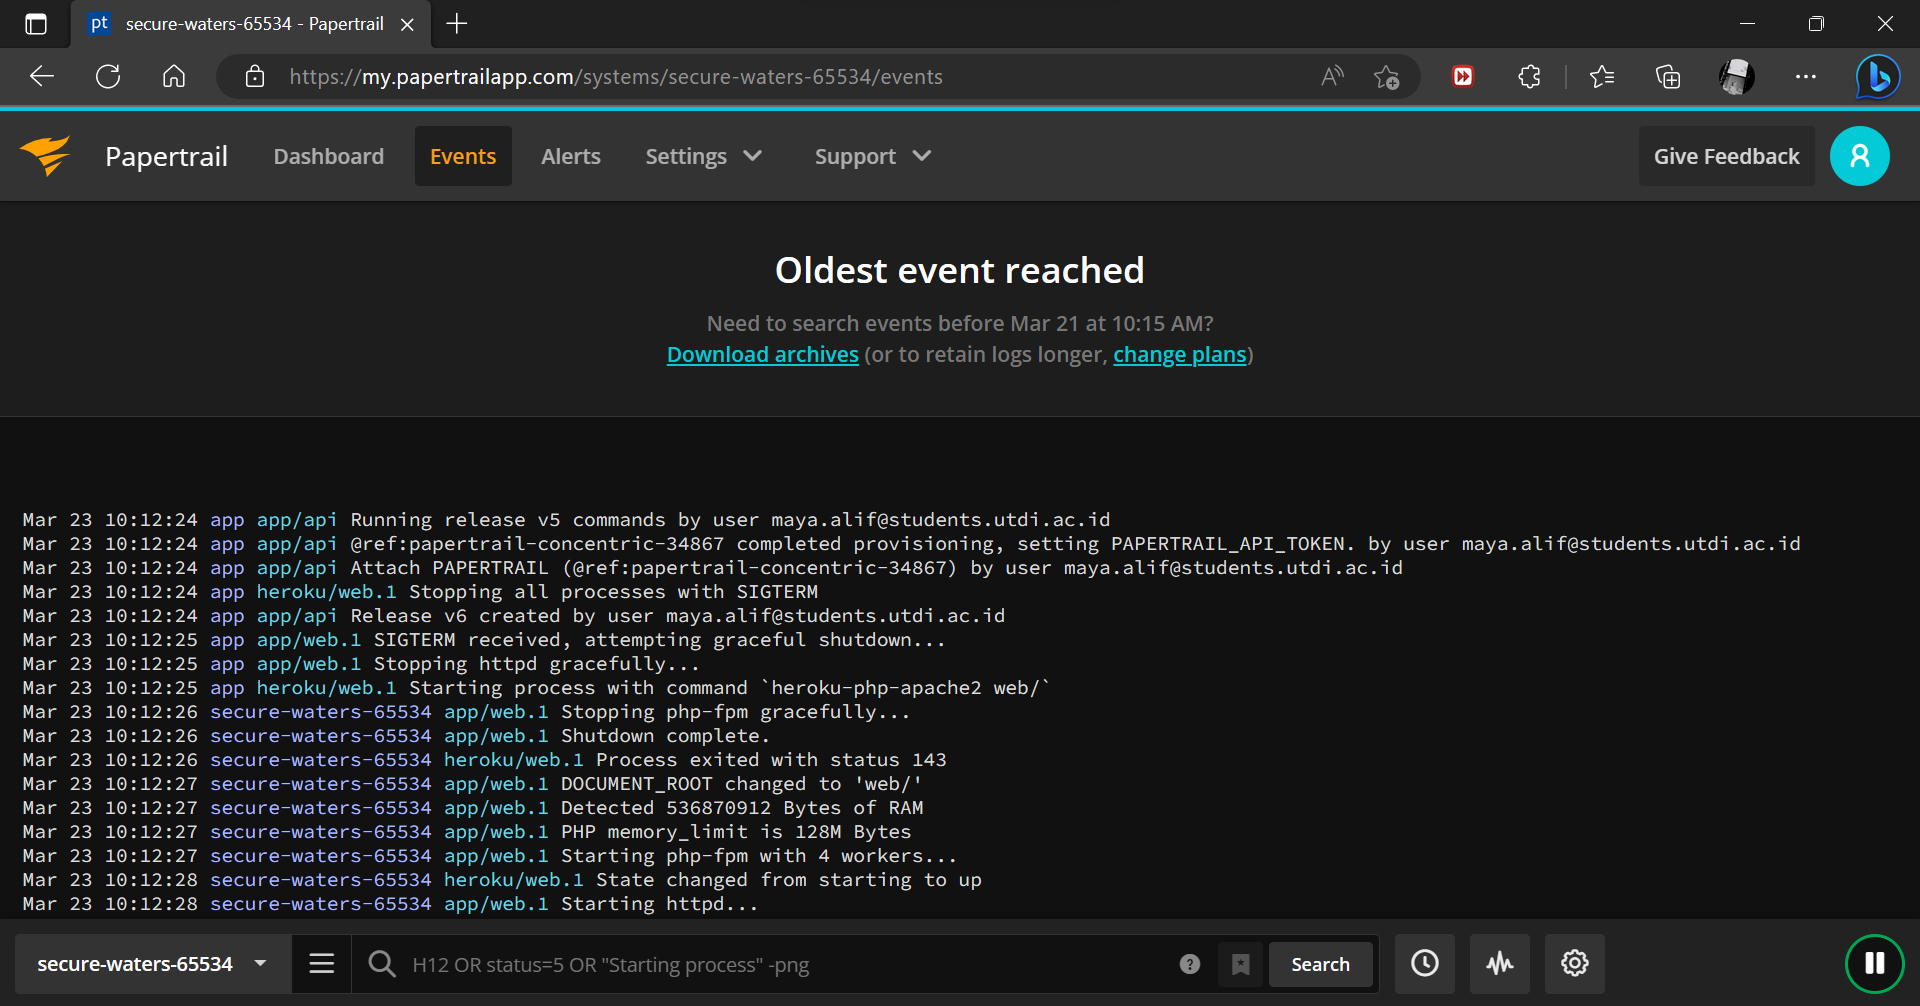 pt secure-waters-65534 - Papertrail
https://my.papertrailapp.com/systems/secure-waters-65534/events
Papertrail Dashboard Events Alerts Settings Support Give Feedback
Oldest event reached
Need to search events before Mar 21 at 10:15 AM?
Download archives (or to retain logs longer, change plans)
Mar 23 10:12:24 app app/api Running release v5 commands by user maya.alif@students.utdi.ac.id
Mar 23 10:12:24 app app/api @ref:papertrail-concentric-34867 completed provisioning, setting PAPERTRAIL_API_TOKEN. by user maya.alif@students.utdi.ac.id
Mar 23 10:12:24 app app/api Attach PAPERTRAIL (@ref:papertrail-concentric-34867) by user maya.alif@students.utdi.ac.id
Mar 23 10:12:24 app heroku/web.1 Stopping all processes with SIGTERM
Mar 23 10:12:24 app app/api Release v6 created by user maya.alif@students.utdi.ac.id
Mar 23 10:12:25 app app/web.1 SIGTERM received, attempting graceful shutdown...
Mar 23 10:12:25 app app/web.1 Stopping httpd gracefully...
Mar 23 10:12:25 app heroku/web.1 Starting process with command `heroku-php-apache2 web/`
Mar 23 10:12:26 secure-waters-65534 app/web.1 Stopping php-fpm gracefully...
Mar 23 10:12:26 secure-waters-65534 app/web.1 Shutdown complete.
Mar 23 10:12:26 secure-waters-65534 heroku/web.1 Process exited with status 143
Mar 23 10:12:27 secure-waters-65534 app/web.1 DOCUMENT_ROOT changed to 'web/'
Mar 23 10:12:27 secure-waters-65534 app/web.1 Detected 536870912 Bytes of RAM
Mar 23 10:12:27 secure-waters-65534 app/web.1 PHP memory_limit is 128M Bytes
Mar 23 10:12:27 secure-waters-65534 app/web.1 Starting php-fpm with 4 workers...
Mar 23 10:12:28 secure-waters-65534 heroku/web.1 State changed from starting to up
Mar 23 10:12:28 secure-waters-65534 app/web.1 Starting httpd...
secure-waters-65534 H12 OR status=5 OR "Starting process" -png Search